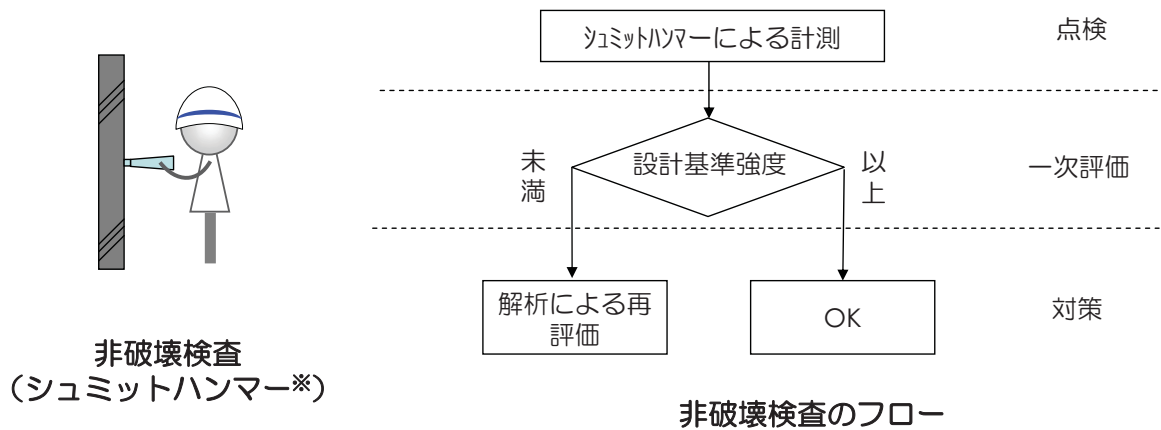 ｼｭﾐｯﾄﾊﾝﾏーによる計測
点検
未満
設計基準強度
以上
一次評価
解析による再
評価
OK
対策
非破壊検査
（シュミットハンマー※）
非破壊検査のフロー